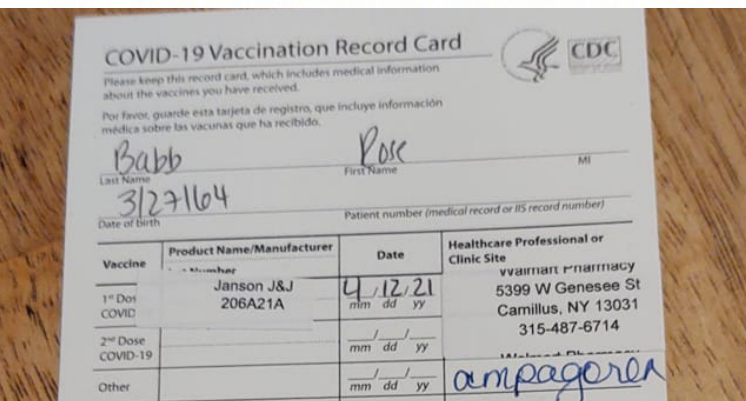 COVID-19 Vaccination Record Card
CDC
Please keep this record card, which includes medical information
about the vaccines you have received.
Por favor, guarde esta tarjeta de registro, que incluye información
médica sobre las vacunas que ha recibido.
Babb Rose
Last Name First Name MI
3/27/64
Date of birth Patient number (medical record or IIS record number)
Vaccine Product Name/Manufacturer Date Healthcare Professional or
Clinic Site
Walmart Pharmacy
1st Janson J&J 4/12/21 5399 W Genesee St
COVID 206A21A mm dd yy Camillus, NY 13031
315-487-6714
2nd Dose
COVID-19 mm dd yy
Other mm dd yy